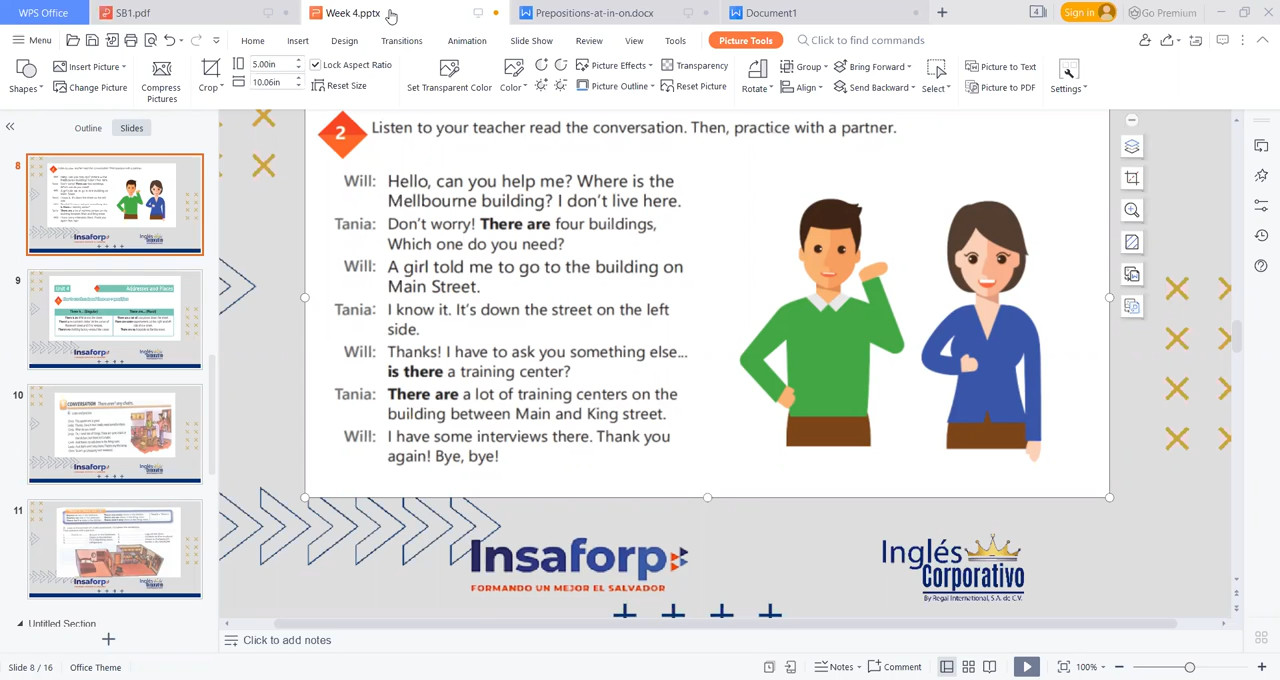 WPS Office
SB1.pdf
Week 4.pptx
Prepositions-at-in-on.docx
Document1
4
Sign in
Go Premium
Menu
Home
Insert
Design
Transitions
Animation
Slide Show
Review
View
Tools
Picture Tools
Click to find commands
Shapes
Insert Picture
Change Picture
Compress
Pictures
Crop
5.00in
10.06in
Lock Aspect Ratio
Reset Size
Set Transparent Color
Color
Picture Effects
Picture Outline
Transparency
Reset Picture
Rotate
Group
Align
Bring Forward
Send Backward
Select
Picture to Text
Picture to PDF
Settings
Outline
Slides
8
9
10
11
Untitled Section
2
Listen to your teacher read the conversation. Then, practice with a partner.
Will: Hello, can you help me? Where is the
Mellbourne building? I don't live here.
Tania: Don't worry! There are four buildings,
Which one do you need?
Will: A girl told me to go to the building on
Main Street.
Tania: I know it. It's down the street on the left
side.
Will: Thanks! I have to ask you something else...
is there a training center?
Tania: There are a lot of training centers on the
building between Main and King street.
Will: I have some interviews there. Thank you
again! Bye, bye!
Insaforp
FORMANDO UN MEJOR EL SALVADOR
Inglés
Corporativo
By Regal International, S.A. de C.V.
Click to add notes
Slide 8 / 16
Office Theme
Notes
Comment
100%